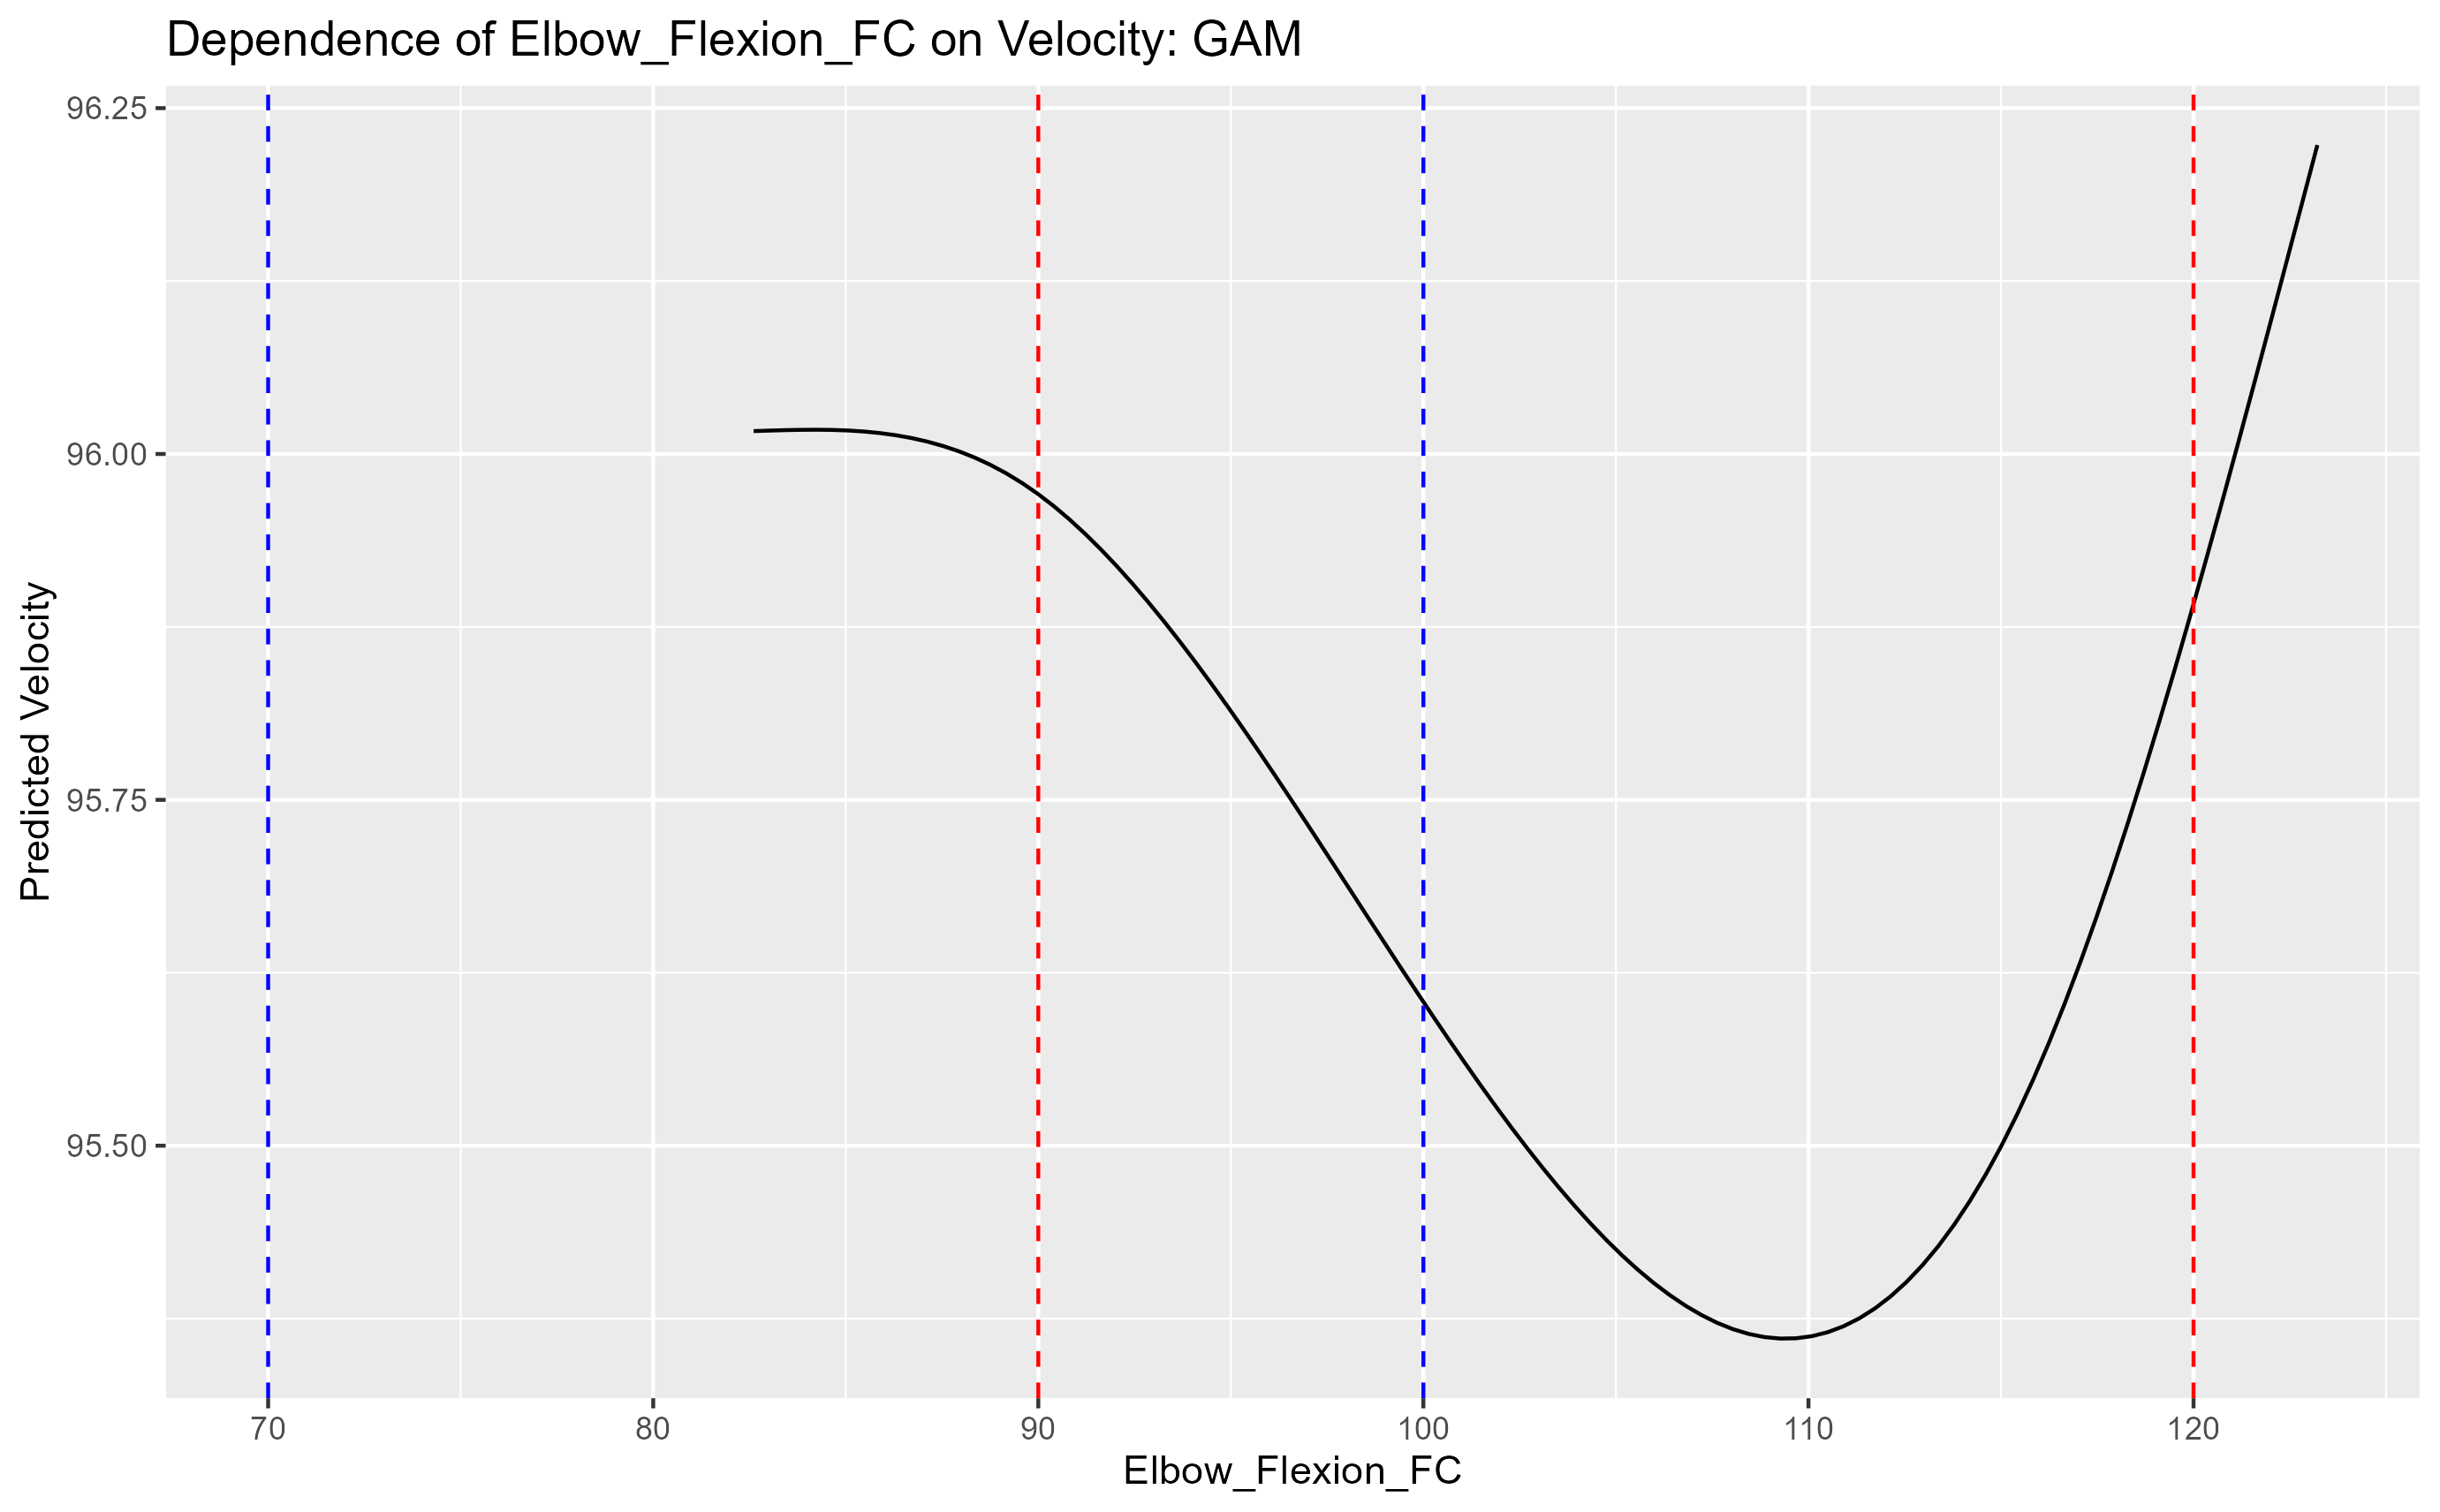 Dependence of Elbow_Flexion_FC on Velocity: GAM
96.25
96.00
95.75
95.50
Predicted Velocity
70 80 90 100 110 120
Elbow_Flexion_FC